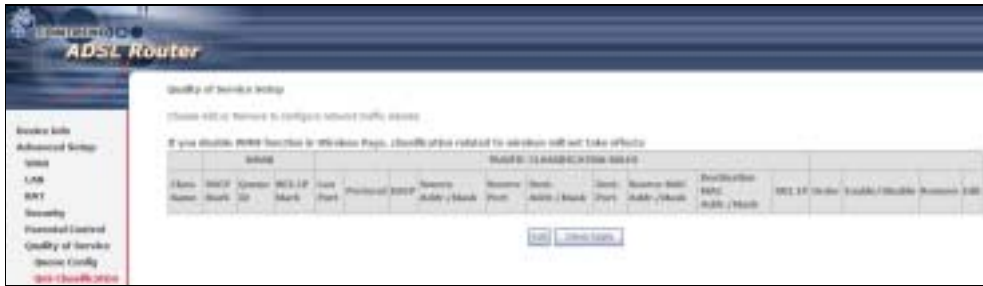 COMTREND
ADSL Router
Quality of Service Setup
Choose Add or Remove to configure network traffic classes.
If you disable WMM function in Wireless Page, classification related to wireless will not take effects
MARK
TRAFFIC CLASSIFICATION RULES
Class Name
DSCP Mark
Queue ID
802.1P Mark
Lan Port
Protocol
DSCP
Source Addr./Mask
Source Port
Dest. Addr./Mask
Dest. Port
Source MAC Addr./Mask
Destination MAC Addr./Mask
802.1P
Order
Enable/Disable
Remove
Edit
Add
Save/Apply
Device Info
Advanced Setup
WAN
LAN
NAT
Security
Parental Control
Quality of Service
Queue Config
QoS Classification